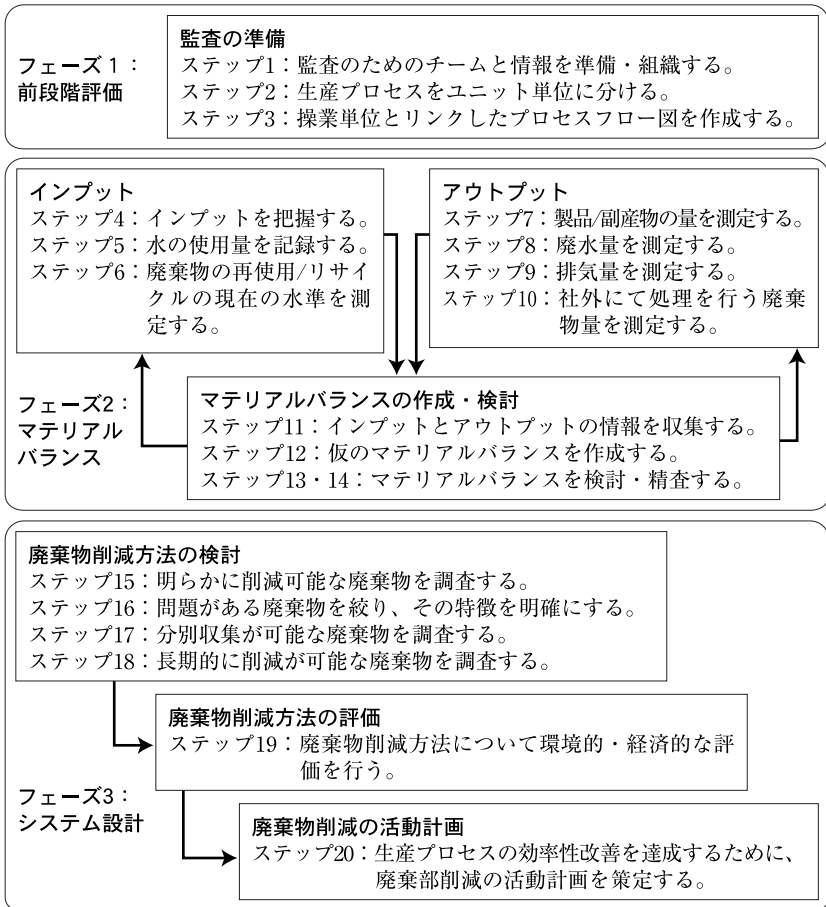 フェーズ1：
前段階評価
監査の準備
ステップ1：監査のためのチームと情報を準備・組織する。
ステップ2：生産プロセスをユニット単位に分ける。
ステップ3：操業単位とリンクしたプロセスフロー図を作成する。
インプット
ステップ4：インプットを把握する。
ステップ5：水の使用量を記録する。
ステップ6：廃棄物の再使用/リサイ
クルの現在の水準を測
定する。
アウトプット
ステップ7：製品/副産物の量を測定する。
ステップ8：廃水量を測定する。
ステップ9：排気量を測定する。
ステップ10：社外にて処理を行う廃棄
物量を測定する。
フェーズ2：
マテリアル
バランス
マテリアルバランスの作成・検討
ステップ11：インプットとアウトプットの情報を収集する。
ステップ12：仮のマテリアルバランスを作成する。
ステップ13・14：マテリアルバランスを検討・精査する。
廃棄物削減方法の検討
ステップ15：明らかに削減可能な廃棄物を調査する。
ステップ16：問題がある廃棄物を絞り、その特徴を明確にする。
ステップ17：分別収集が可能な廃棄物を調査する。
ステップ18：長期的に削減が可能な廃棄物を調査する。
廃棄物削減方法の評価
ステップ19：廃棄物削減方法について環境的・経済的な評
価を行う。
フェーズ3：
システム設計
廃棄物削減の活動計画
ステップ20：生産プロセスの効率性改善を達成するために、
廃棄部削減の活動計画を策定する。